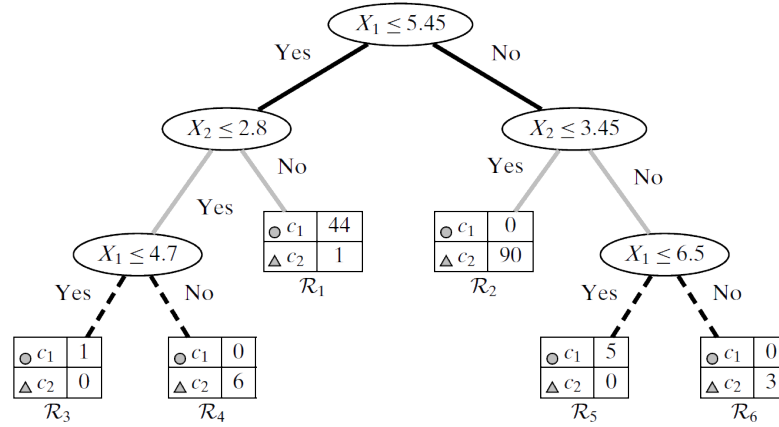 X₁ ≤ 5.45
Yes
No
X₂ ≤ 2.8
X₂ ≤ 3.45
No
Yes
Yes
No
c₁ 44
c₂ 1
R₁
c₁ 0
c₂ 90
R₂
X₁ ≤ 4.7
X₁ ≤ 6.5
Yes
No
Yes
No
c₁ 1
c₂ 0
R₃
c₁ 0
c₂ 6
R₄
c₁ 5
c₂ 0
R₅
c₁ 0
c₂ 3
R₆